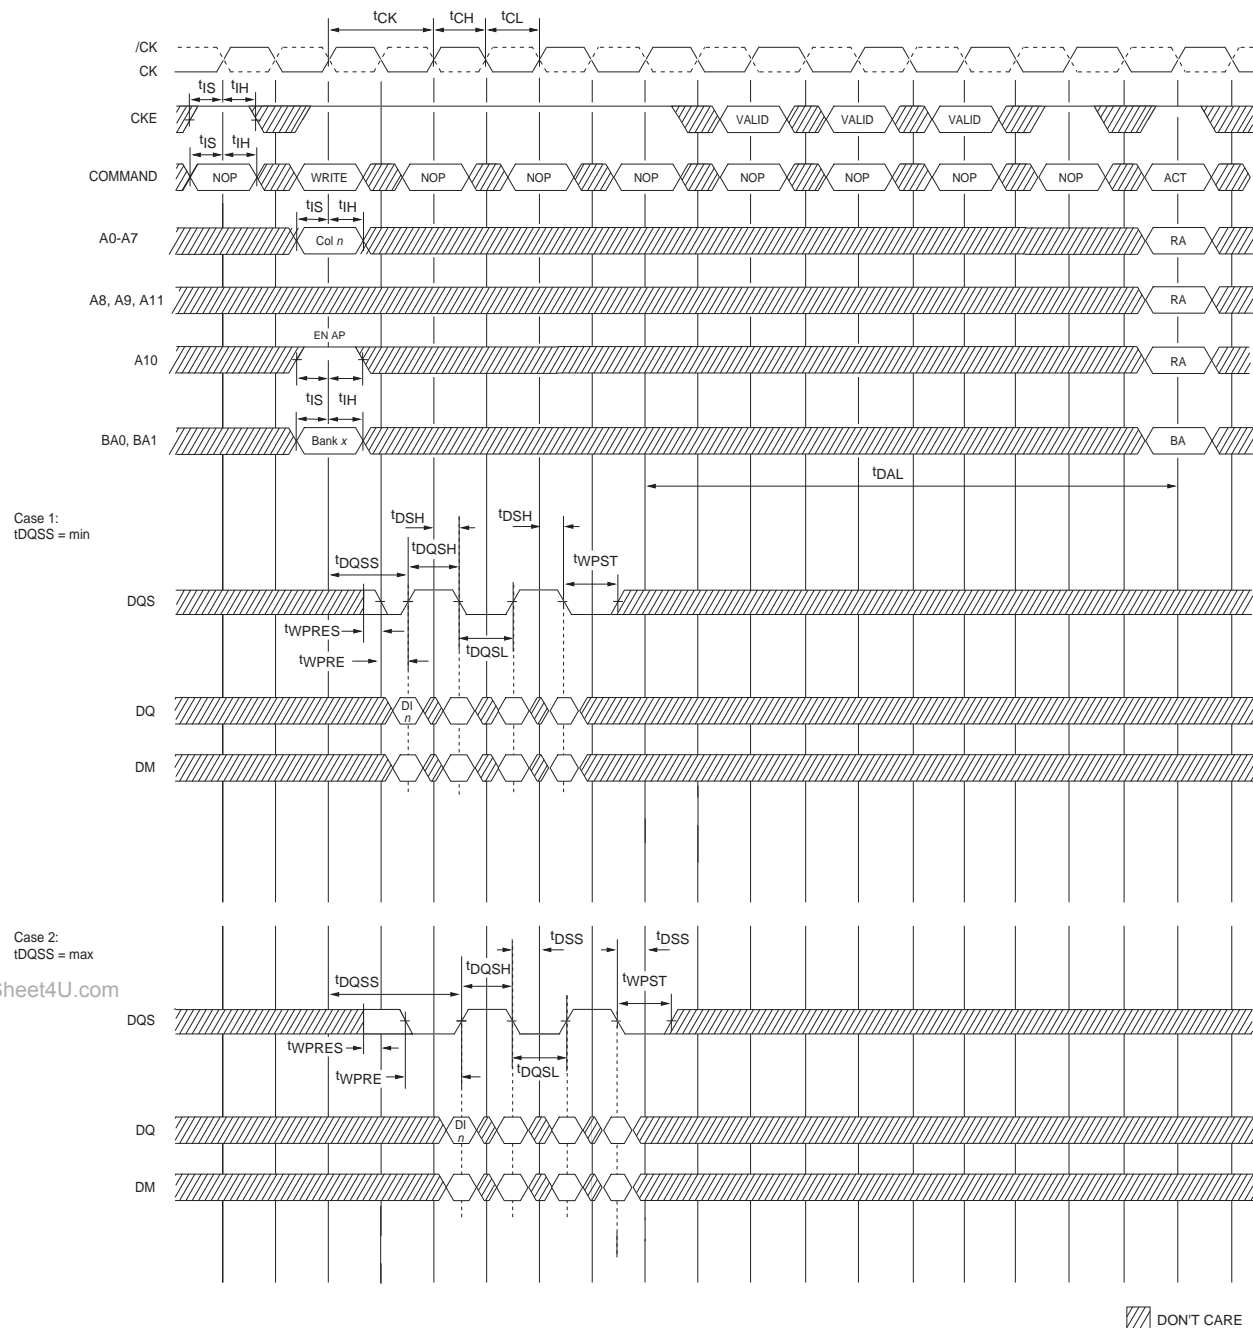 tCK tCH tCL
/CK
CK
tIS tIH
CKE VALID VALID VALID
tIS tIH
COMMAND NOP WRITE NOP NOP NOP NOP NOP NOP NOP ACT
tIS tIH
A0-A7 Col n RA
A8, A9, A11 RA
EN AP
A10 RA
tIS tIH
BA0, BA1 Bank x BA
tDAL
Case 1:
tDQSS = min
tDSH tDSH
tDQSH
tDQSS tWPST
DQS
tWPRES
tDQSL
tWPRE
DQ DI
n
DM
Case 2:
tDQSS = max
tDSS tDSS
tDQSH
tDQSS tWPST
Sheet4U.com
DQS
tWPRES
tDQSL
tWPRE
DQ DI
n
DM
DON'T CARE